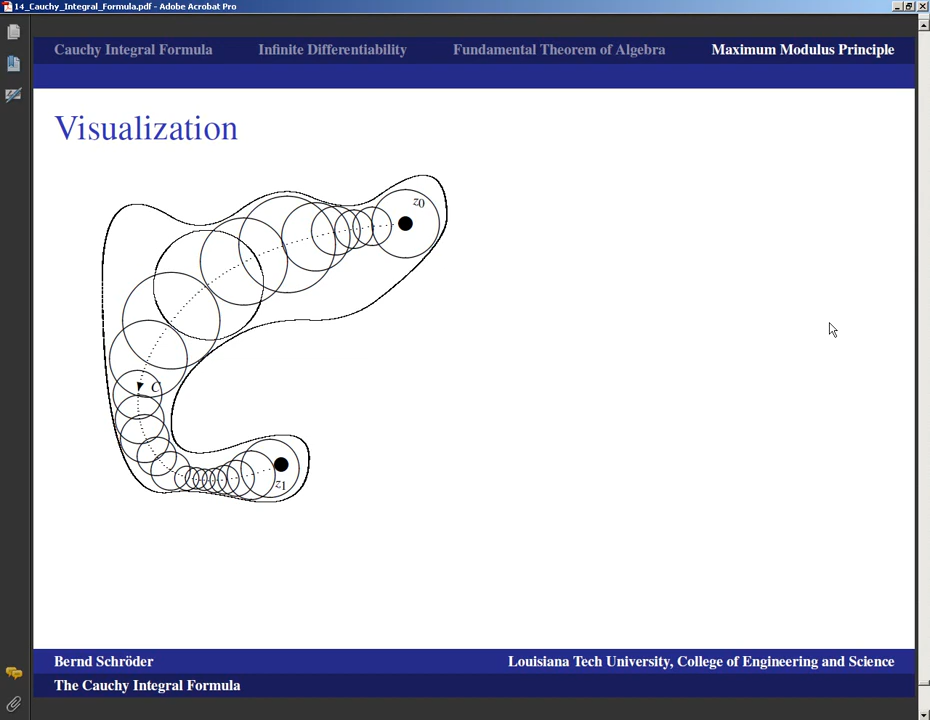 14_Cauchy_Integral_Formula.pdf - Adobe Acrobat Pro
Cauchy Integral Formula Infinite Differentiability Fundamental Theorem of Algebra Maximum Modulus Principle
Visualization
z0
C
z1
Bernd Schröder Louisiana Tech University, College of Engineering and Science
The Cauchy Integral Formula